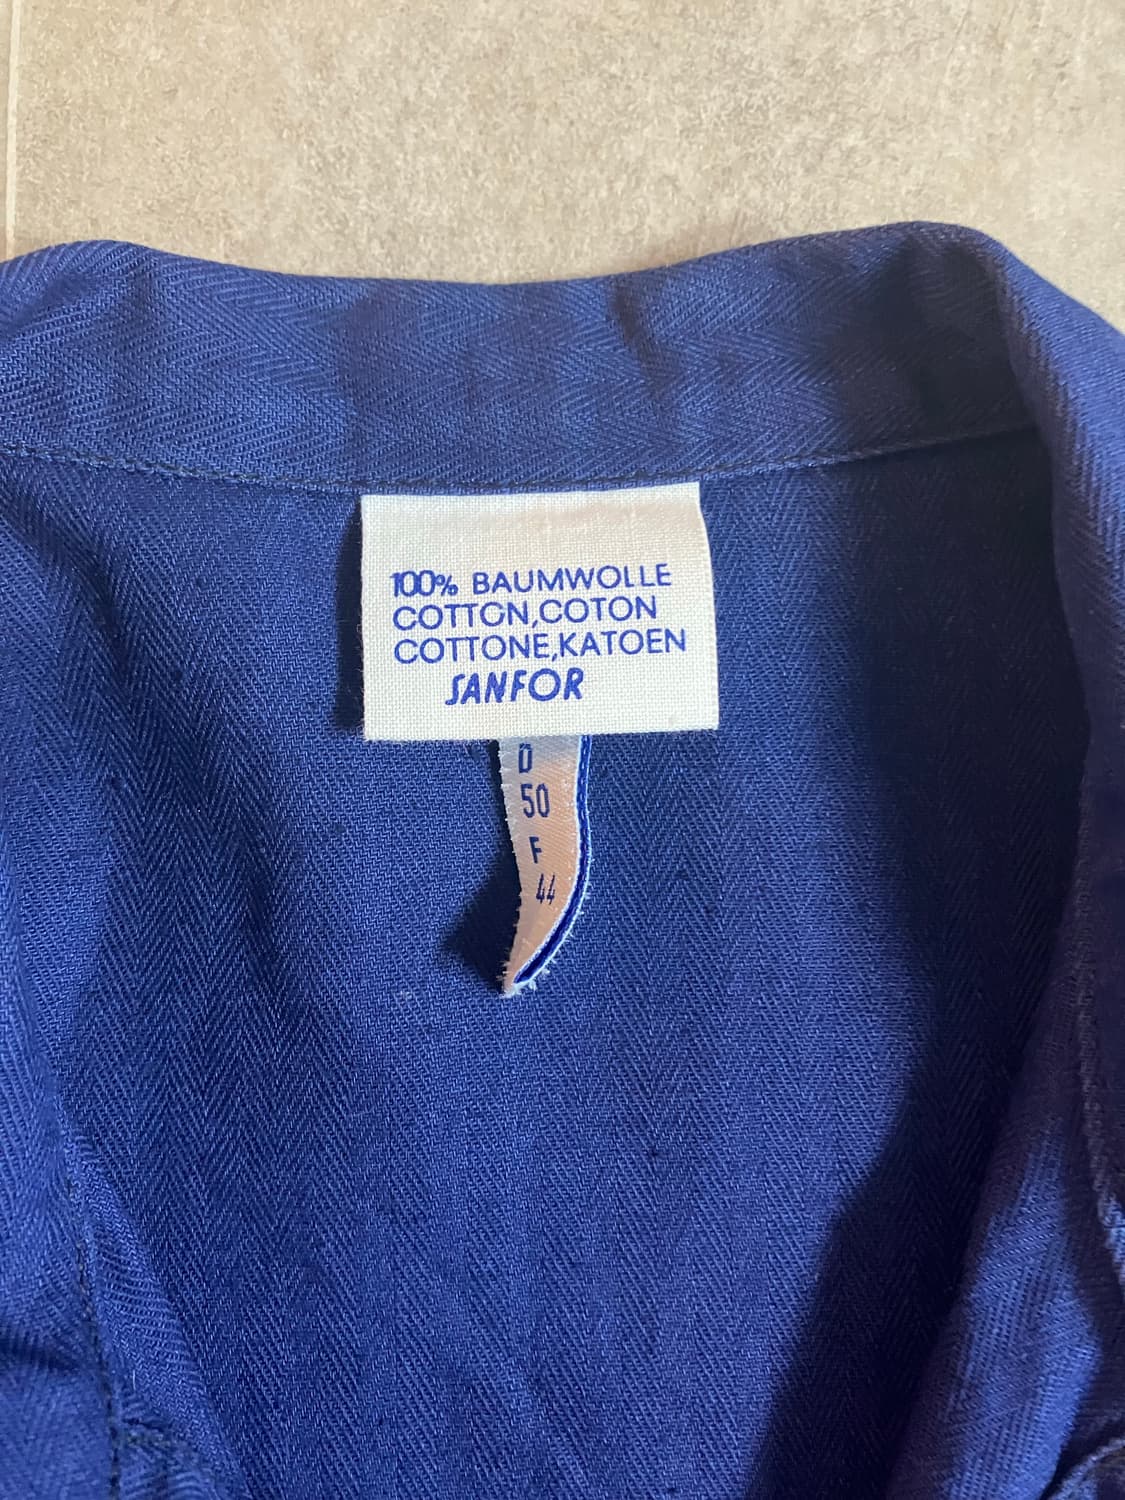 100% BAUMWOLLE
COTTON,COTON
COTTONE,KATOEN
SANFOR
D
50
F
44